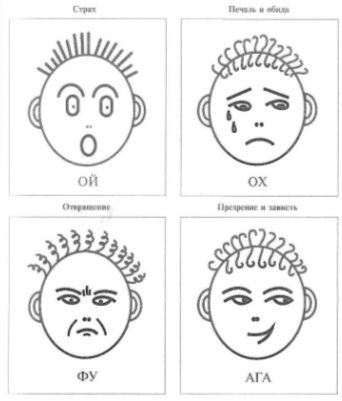 Страх
Печаль и обида
ОЙ
ОХ
Отвращение
Презрение и зависть
ФУ
АГА